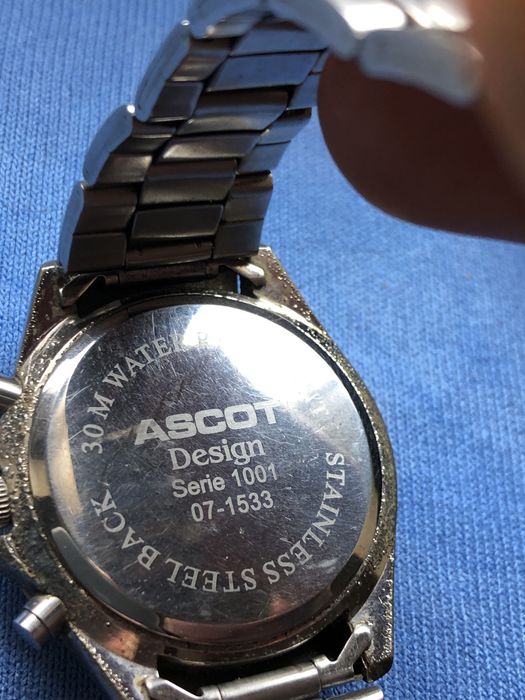 ASCOT
Design
Serie 1001
07-1533
30 M WATER
STAINLESS STEEL BACK